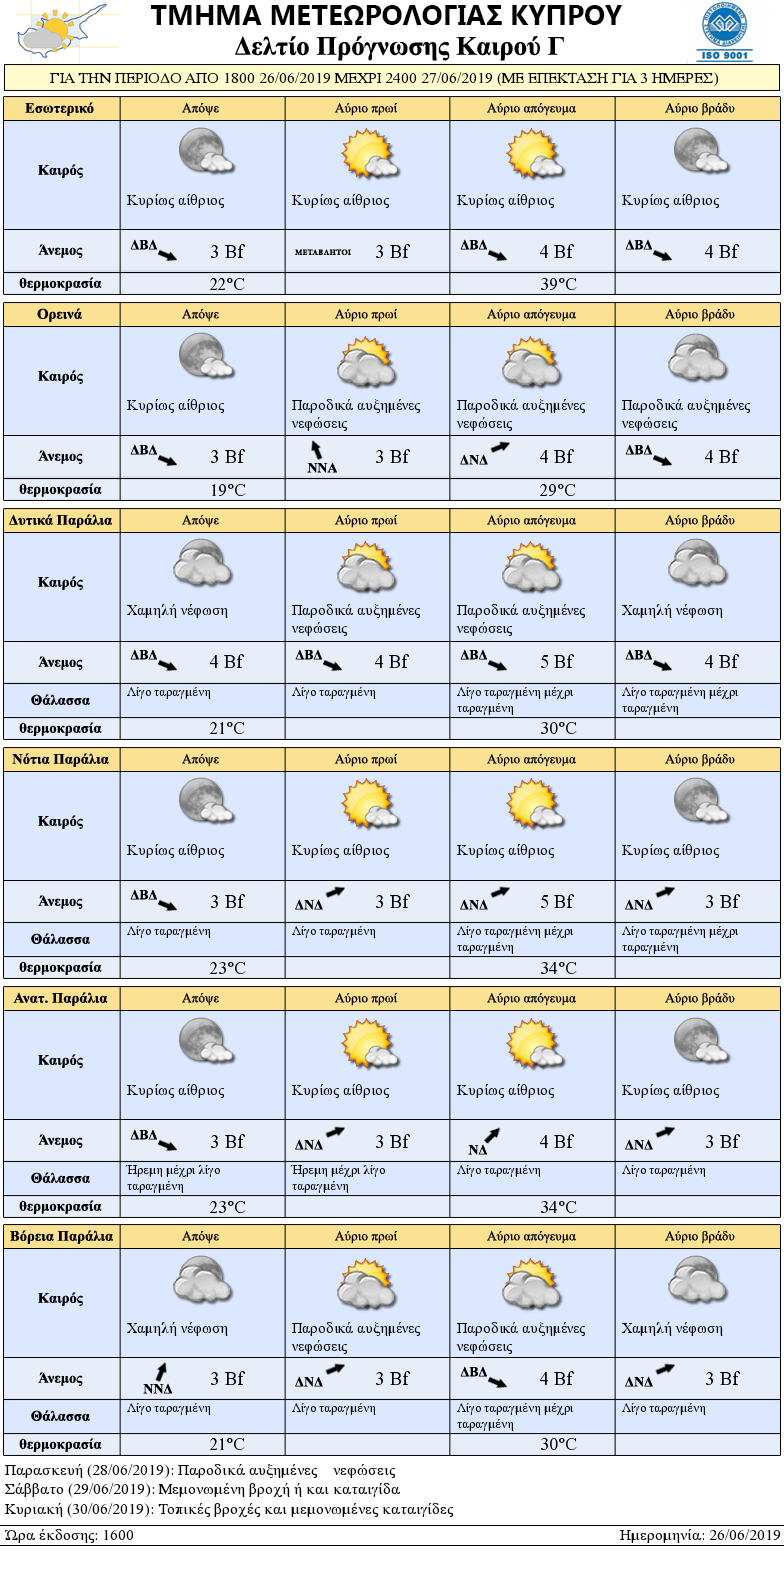 ΤΜΗΜΑ ΜΕΤΕΩΡΟΛΟΓΙΑΣ ΚΥΠΡΟΥ
Δελτίο Πρόγνωσης Καιρού Γ
ISO 9001
ΓΙΑ ΤΗΝ ΠΕΡΙΟΔΟ ΑΠΟ 1800 26/06/2019 ΜΕΧΡΙ 2400 27/06/2019 (ΜΕ ΕΠΕΚΤΑΣΗ ΓΙΑ 3 ΗΜΕΡΕΣ)
Εσωτερικό Απόψε Αύριο πρωί Αύριο απόγευμα Αύριο βράδυ
Καιρός
Κυρίως αίθριος Κυρίως αίθριος Κυρίως αίθριος Κυρίως αίθριος
Άνεμος ΔΒΔ 3 Bf ΜΕΤΑΒΛΗΤΟΙ 3 Bf ΔΒΔ 4 Bf ΔΒΔ 4 Bf
θερμοκρασία 22°C 39°C
Ορεινά Απόψε Αύριο πρωί Αύριο απόγευμα Αύριο βράδυ
Καιρός
Κυρίως αίθριος Παροδικά αυξημένες Παροδικά αυξημένες Παροδικά αυξημένες
νεφώσεις νεφώσεις νεφώσεις
Άνεμος ΔΒΔ 3 Bf ΝΝΑ 3 Bf ΔΝΔ 4 Bf ΔΒΔ 4 Bf
θερμοκρασία 19°C 29°C
Δυτικά Παράλια Απόψε Αύριο πρωί Αύριο απόγευμα Αύριο βράδυ
Καιρός
Χαμηλή νέφωση Παροδικά αυξημένες Παροδικά αυξημένες Χαμηλή νέφωση
νεφώσεις νεφώσεις
Άνεμος ΔΒΔ 4 Bf ΔΒΔ 4 Bf ΔΒΔ 5 Bf ΔΒΔ 4 Bf
Θάλασσα Λίγο ταραγμένη Λίγο ταραγμένη Λίγο ταραγμένη μέχρι Λίγο ταραγμένη μέχρι
ταραγμένη ταραγμένη
θερμοκρασία 21°C 30°C
Νότια Παράλια Απόψε Αύριο πρωί Αύριο απόγευμα Αύριο βράδυ
Καιρός
Κυρίως αίθριος Κυρίως αίθριος Κυρίως αίθριος Κυρίως αίθριος
Άνεμος ΔΒΔ 3 Bf ΔΝΔ 3 Bf ΔΝΔ 5 Bf ΔΝΔ 3 Bf
Θάλασσα Λίγο ταραγμένη Λίγο ταραγμένη Λίγο ταραγμένη μέχρι Λίγο ταραγμένη μέχρι
ταραγμένη ταραγμένη
θερμοκρασία 23°C 34°C
Ανατ. Παράλια Απόψε Αύριο πρωί Αύριο απόγευμα Αύριο βράδυ
Καιρός
Κυρίως αίθριος Κυρίως αίθριος Κυρίως αίθριος Κυρίως αίθριος
Άνεμος ΔΒΔ 3 Bf ΔΝΔ 3 Bf ΝΔ 4 Bf ΔΝΔ 3 Bf
Θάλασσα Ήρεμη μέχρι λίγο Ήρεμη μέχρι λίγο Λίγο ταραγμένη Λίγο ταραγμένη
ταραγμένη ταραγμένη
θερμοκρασία 23°C 34°C
Βόρεια Παράλια Απόψε Αύριο πρωί Αύριο απόγευμα Αύριο βράδυ
Καιρός
Χαμηλή νέφωση Παροδικά αυξημένες Παροδικά αυξημένες Χαμηλή νέφωση
νεφώσεις νεφώσεις
Άνεμος ΝΝΔ 3 Bf ΔΝΔ 3 Bf ΔΒΔ 4 Bf ΔΝΔ 3 Bf
Θάλασσα Λίγο ταραγμένη Λίγο ταραγμένη Λίγο ταραγμένη μέχρι Λίγο ταραγμένη
ταραγμένη
θερμοκρασία 21°C 30°C
Παρασκευή (28/06/2019): Παροδικά αυξημένες νεφώσεις
Σάββατο (29/06/2019): Μεμονωμένη βροχή ή και καταιγίδα
Κυριακή (30/06/2019): Τοπικές βροχές και μεμονωμένες καταιγίδες
Ώρα έκδοσης: 1600 Ημερομηνία: 26/06/2019